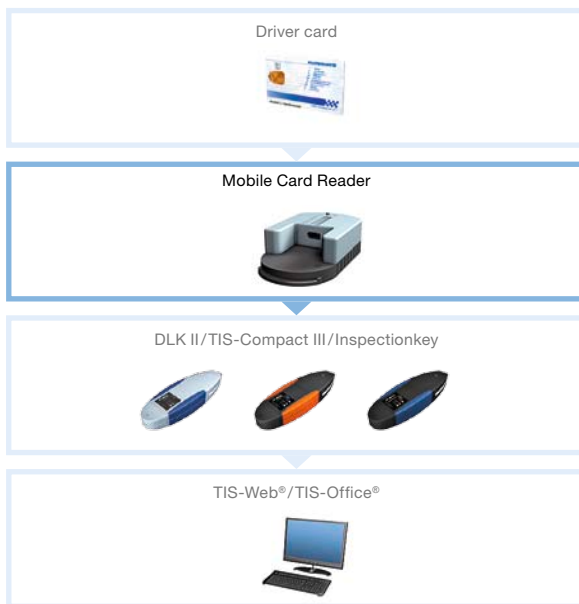 Driver card
Mobile Card Reader
DLK II/TIS-Compact III/Inspectionkey
TIS-Web®/TIS-Office®